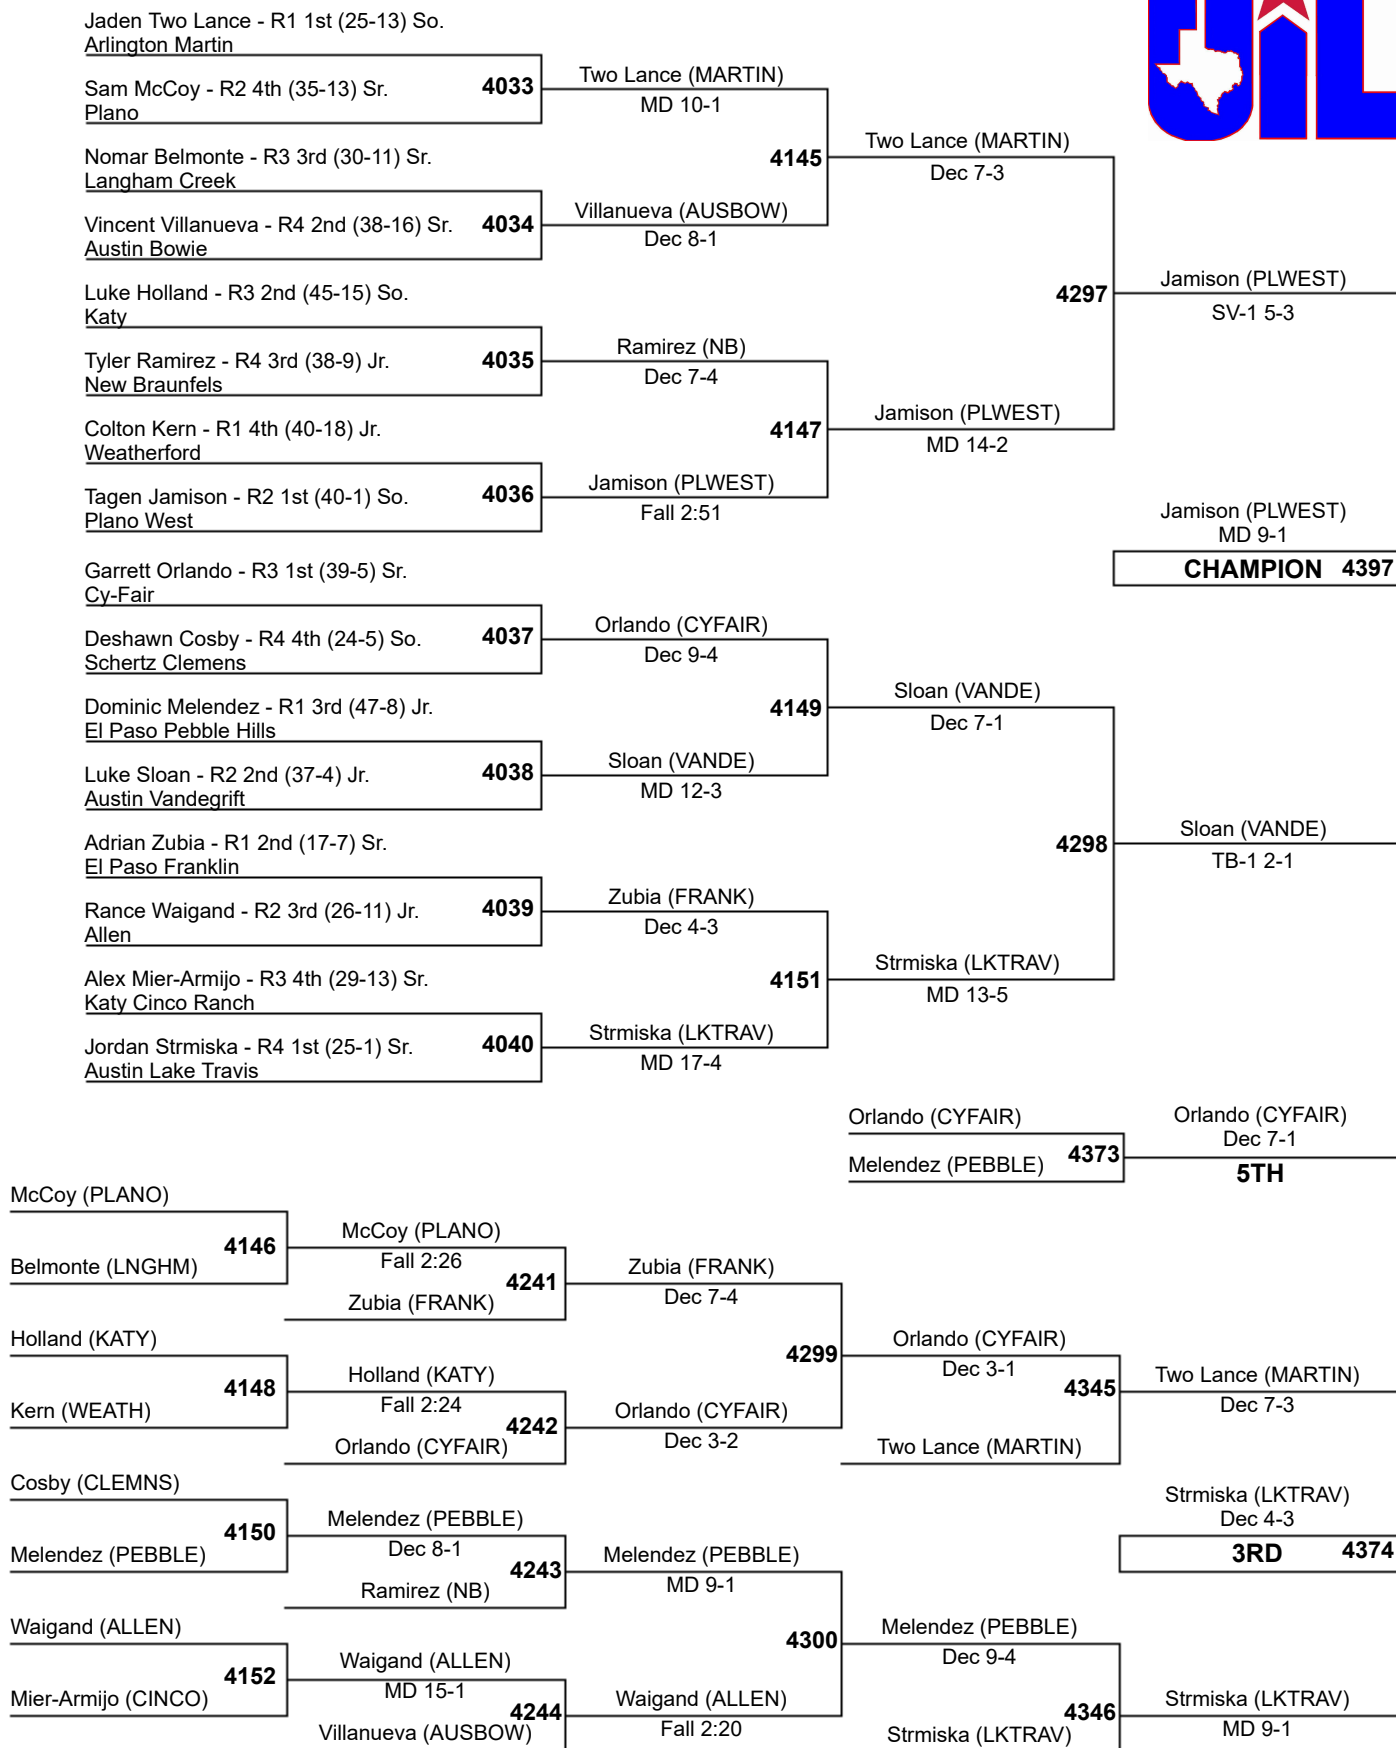 Jaden Two Lance - R1 1st (25-13) So.
Arlington Martin
Sam McCoy - R2 4th (35-13) Sr.
Plano
4033
Two Lance (MARTIN)
MD 10-1
Nomar Belmonte - R3 3rd (30-11) Sr.
Langham Creek
Vincent Villanueva - R4 2nd (38-16) Sr.
Austin Bowie
4034
Villanueva (AUSBOW)
Dec 8-1
4145
Two Lance (MARTIN)
Dec 7-3
Luke Holland - R3 2nd (45-15) So.
Katy
Tyler Ramirez - R4 3rd (38-9) Jr.
New Braunfels
4035
Ramirez (NB)
Dec 7-4
Colton Kern - R1 4th (40-18) Jr.
Weatherford
Tagen Jamison - R2 1st (40-1) So.
Plano West
4036
Jamison (PLWEST)
Fall 2:51
4147
Jamison (PLWEST)
MD 14-2
4297
Jamison (PLWEST)
SV-1 5-3
UIL
Jamison (PLWEST)
MD 9-1
CHAMPION 4397
Garrett Orlando - R3 1st (39-5) Sr.
Cy-Fair
Deshawn Cosby - R4 4th (24-5) So.
Schertz Clemens
4037
Orlando (CYFAIR)
Dec 9-4
Dominic Melendez - R1 3rd (47-8) Jr.
El Paso Pebble Hills
Luke Sloan - R2 2nd (37-4) Jr.
Austin Vandegrift
4038
Sloan (VANDE)
MD 12-3
4149
Sloan (VANDE)
Dec 7-1
Adrian Zubia - R1 2nd (17-7) Sr.
El Paso Franklin
Rance Waigand - R2 3rd (26-11) Jr.
Allen
4039
Zubia (FRANK)
Dec 4-3
Alex Mier-Armijo - R3 4th (29-13) Sr.
Katy Cinco Ranch
Jordan Strmiska - R4 1st (25-1) Sr.
Austin Lake Travis
4040
Strmiska (LKTRAV)
MD 17-4
4151
Strmiska (LKTRAV)
MD 13-5
4298
Sloan (VANDE)
TB-1 2-1
Orlando (CYFAIR)
Melendez (PEBBLE)
4373
Orlando (CYFAIR)
Dec 7-1
5TH
McCoy (PLANO)
Belmonte (LNGHM)
4146
McCoy (PLANO)
Fall 2:26
Zubia (FRANK)
4241
Zubia (FRANK)
Dec 7-4
Holland (KATY)
Kern (WEATH)
4148
Holland (KATY)
Fall 2:24
Orlando (CYFAIR)
4242
Orlando (CYFAIR)
Dec 3-2
4299
Orlando (CYFAIR)
Dec 3-1
Two Lance (MARTIN)
4345
Two Lance (MARTIN)
Dec 7-3
Cosby (CLEMNS)
Melendez (PEBBLE)
4150
Melendez (PEBBLE)
Dec 8-1
Ramirez (NB)
4243
Melendez (PEBBLE)
MD 9-1
Strmiska (LKTRAV)
Dec 4-3
3RD 4374
Waigand (ALLEN)
Mier-Armijo (CINCO)
4152
Waigand (ALLEN)
MD 15-1
Villanueva (AUSBOW)
4244
Waigand (ALLEN)
Fall 2:20
4300
Melendez (PEBBLE)
Dec 9-4
Strmiska (LKTRAV)
4346
Strmiska (LKTRAV)
MD 9-1